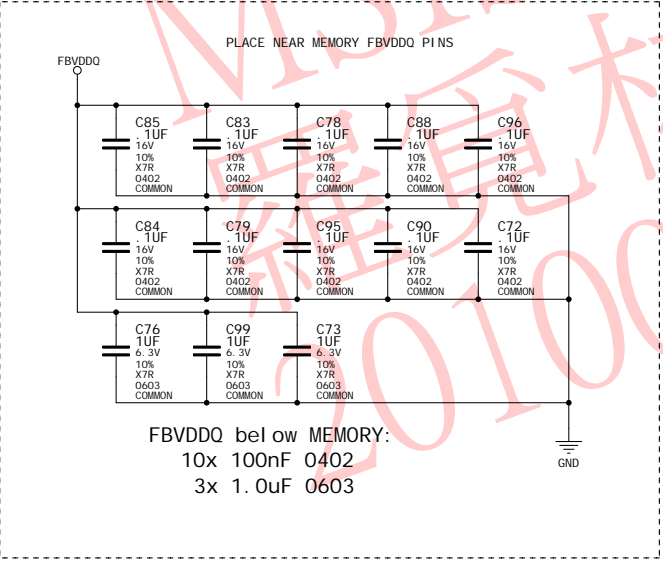 PLACE NEAR MEMORY FBVDDQ PINS
FBVDDQ
C85
.1UF
16V
10%
X7R
0402
COMMON
C83
.1UF
16V
10%
X7R
0402
COMMON
C78
.1UF
16V
10%
X7R
0402
COMMON
C88
.1UF
16V
10%
X7R
0402
COMMON
C96
.1UF
16V
10%
X7R
0402
COMMON
C84
.1UF
16V
10%
X7R
0402
COMMON
C79
.1UF
16V
10%
X7R
0402
COMMON
C95
.1UF
16V
10%
X7R
0402
COMMON
C90
.1UF
16V
10%
X7R
0402
COMMON
C72
.1UF
16V
10%
X7R
0402
COMMON
C76
1UF
6.3V
10%
X7R
0603
COMMON
C99
1UF
6.3V
10%
X7R
0603
COMMON
C73
1UF
6.3V
10%
X7R
0603
COMMON
FBVDDQ below MEMORY:
10x 100nF 0402
3x 1.0uF 0603
GND
羅覓